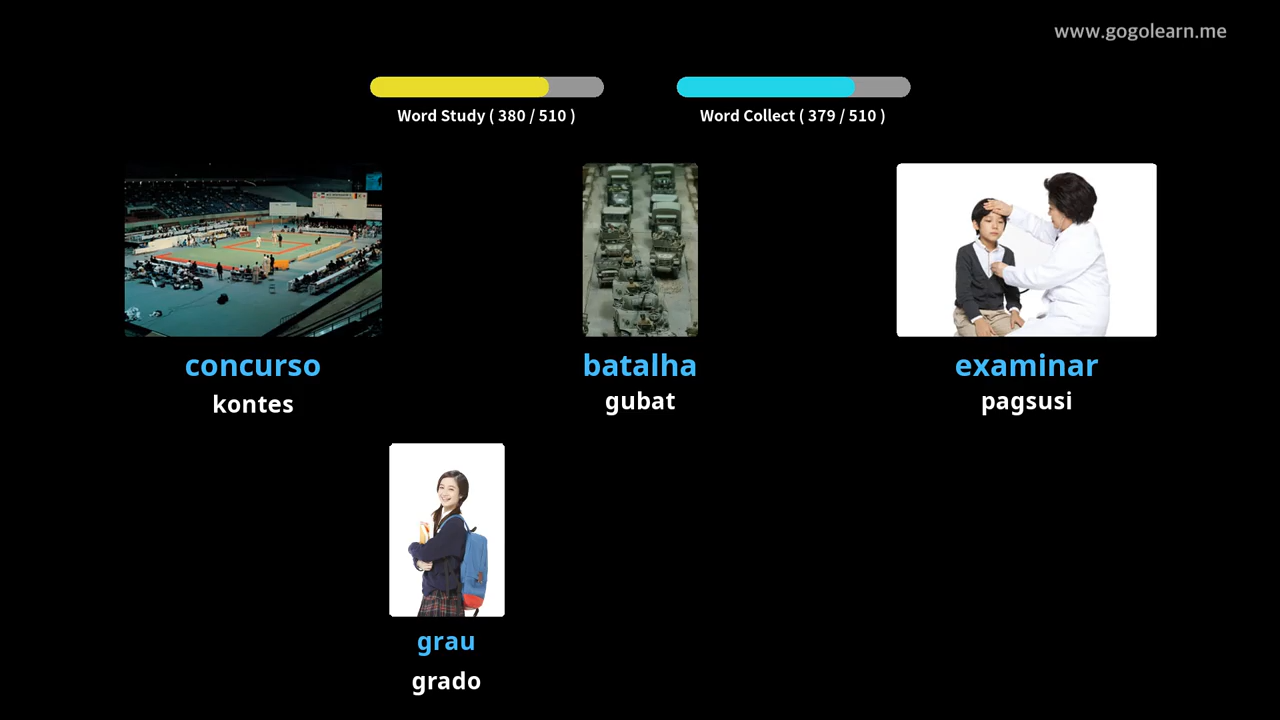 www.gogolearn.me
Word Study ( 380 / 510 )
Word Collect ( 379 / 510 )
concurso
kontes
batalha
gubat
examinar
pagsusi
grau
grado